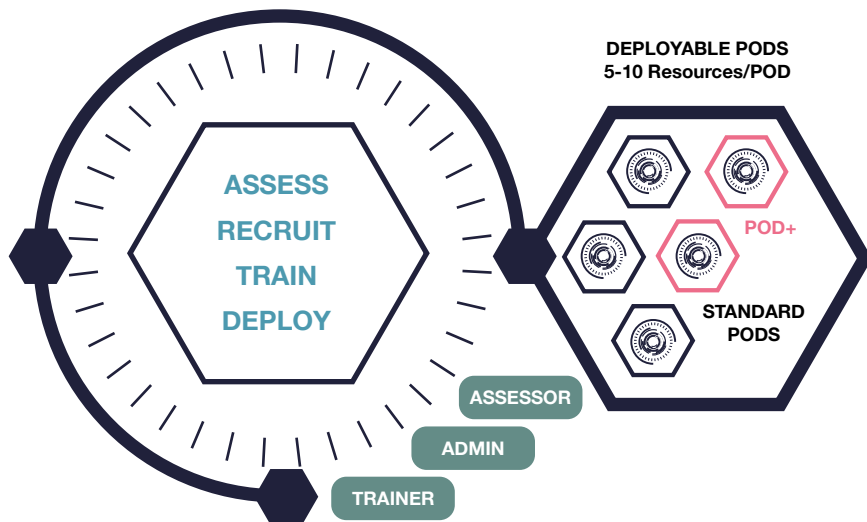 DEPLOYABLE PODS
5-10 Resources/POD
ASSESS
RECRUIT
TRAIN
DEPLOY
POD+
STANDARD
PODS
ASSESSOR
ADMIN
TRAINER